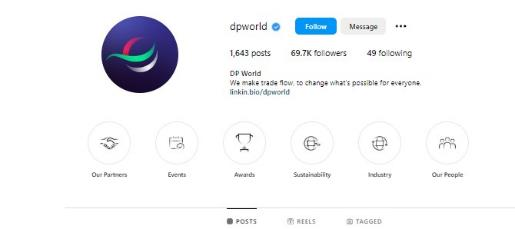 dpworld Follow Message
1,643 posts 69.7K followers 49 following
DP World
We make trade flow, to change what's possible for everyone.
linkin.bio/dpworld
Our Partners Events Awards Sustainability Industry Our People
POSTS REELS TAGGED